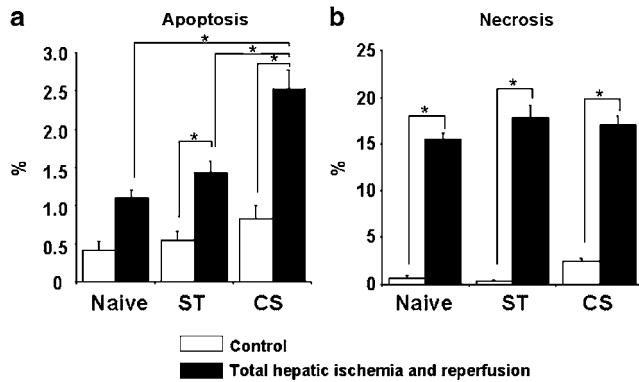 a
Apoptosis
*
3.0
*
*
2.5
2.0
*
%
1.5
1.0
0.5
0
Naive ST CS
b
Necrosis
25
*
*
20
*
15
%
10
5
0
Naive ST CS
Control
Total hepatic ischemia and reperfusion